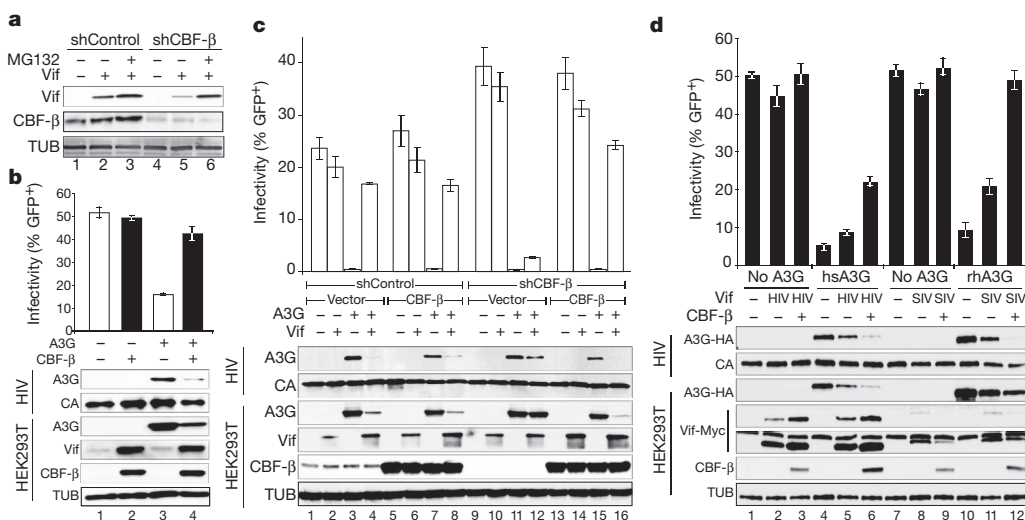 a
shControl shCBF-β
MG132 – – + – – +
Vif – + + – + +
Vif
CBF-β
TUB
1 2 3 4 5 6
b
Infectivity (% GFP+)
60
50
40
30
20
10
0
A3G – – + +
CBF-β – + – +
HIV
A3G
CA
HEK293T
A3G
Vif
CBF-β
TUB
1 2 3 4
c
Infectivity (% GFP+)
40
30
20
10
0
shControl shCBF-β
Vector CBF-β Vector CBF-β
A3G – – + + – – + + – – + + – – + +
Vif – + – + – + – + – + – + – + – +
HIV
A3G
CA
HEK293T
A3G
Vif
CBF-β
TUB
1 2 3 4 5 6 7 8 9 10 11 12 13 14 15 16
d
Infectivity (% GFP+)
60
50
40
30
20
10
0
No A3G hsA3G No A3G rhA3G
Vif – HIV HIV – HIV HIV – SIV SIV – SIV SIV
CBF-β – – + – – + – – + – – +
HIV
A3G-HA
CA
HEK293T
A3G-HA
Vif-Myc
CBF-β
TUB
1 2 3 4 5 6 7 8 9 10 11 12